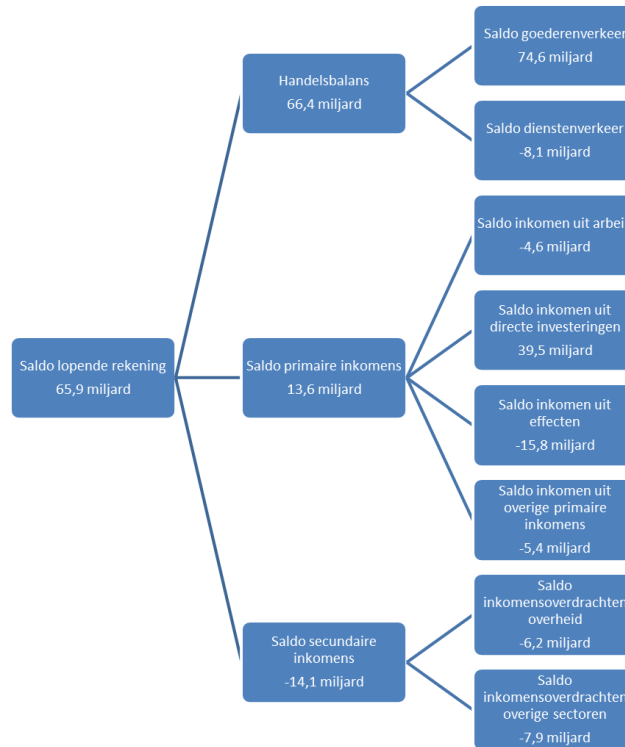 Saldo lopende rekening
65,9 miljard
Handelsbalans
66,4 miljard
Saldo goederenverkeer
74,6 miljard
Saldo dienstenverkeer
-8,1 miljard
Saldo primaire inkomens
13,6 miljard
Saldo inkomen uit arbeid
-4,6 miljard
Saldo inkomen uit
directe investeringen
39,5 miljard
Saldo inkomen uit
effecten
-15,8 miljard
Saldo inkomen uit
overige primaire
inkomens
-5,4 miljard
Saldo secundaire
inkomens
-14,1 miljard
Saldo
inkomensoverdrachten
overheid
-6,2 miljard
Saldo
inkomensoverdrachten
overige sectoren
-7,9 miljard